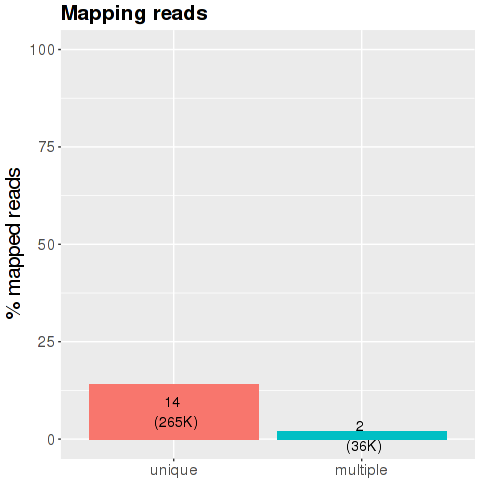 Mapping reads
% mapped reads
100
75
50
25
0
14
(265K)
2
(36K)
unique
multiple